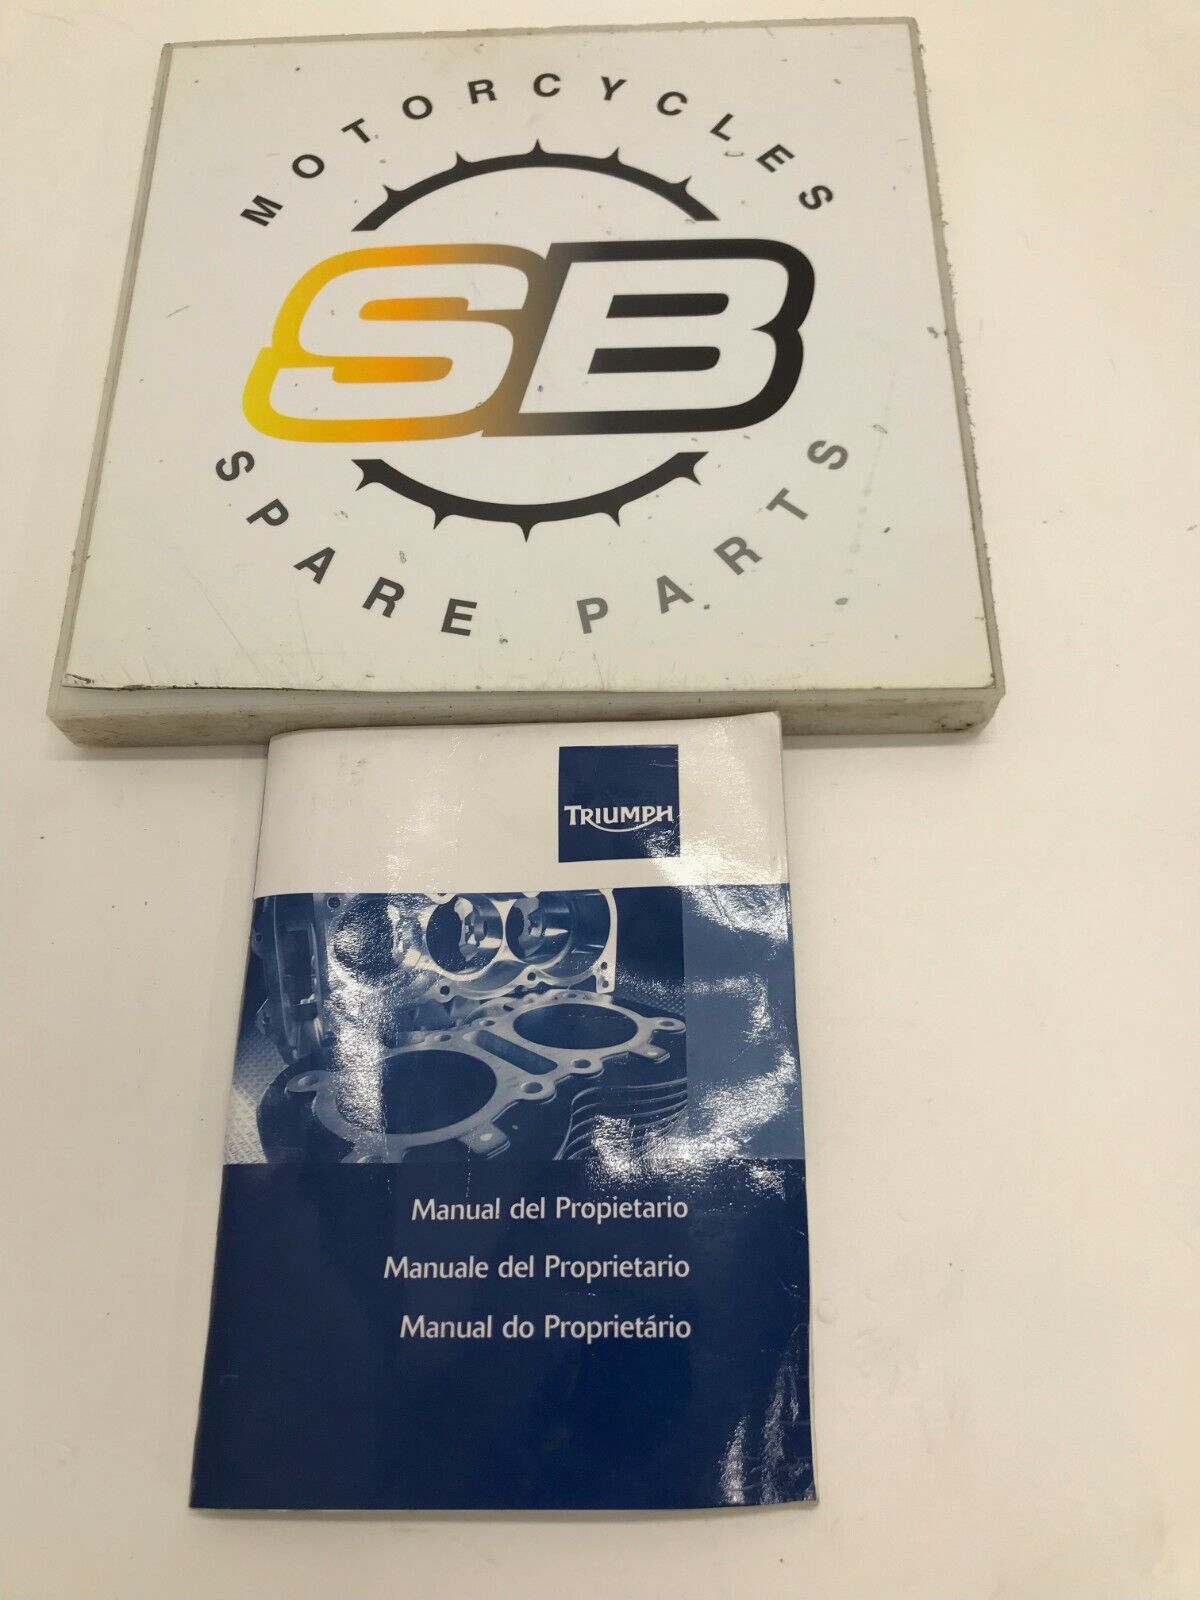 MOTORCYCLES
SB
SPARE PARTS
TRIUMPH
Manual del Propietario
Manuale del Proprietario
Manual do Proprietário